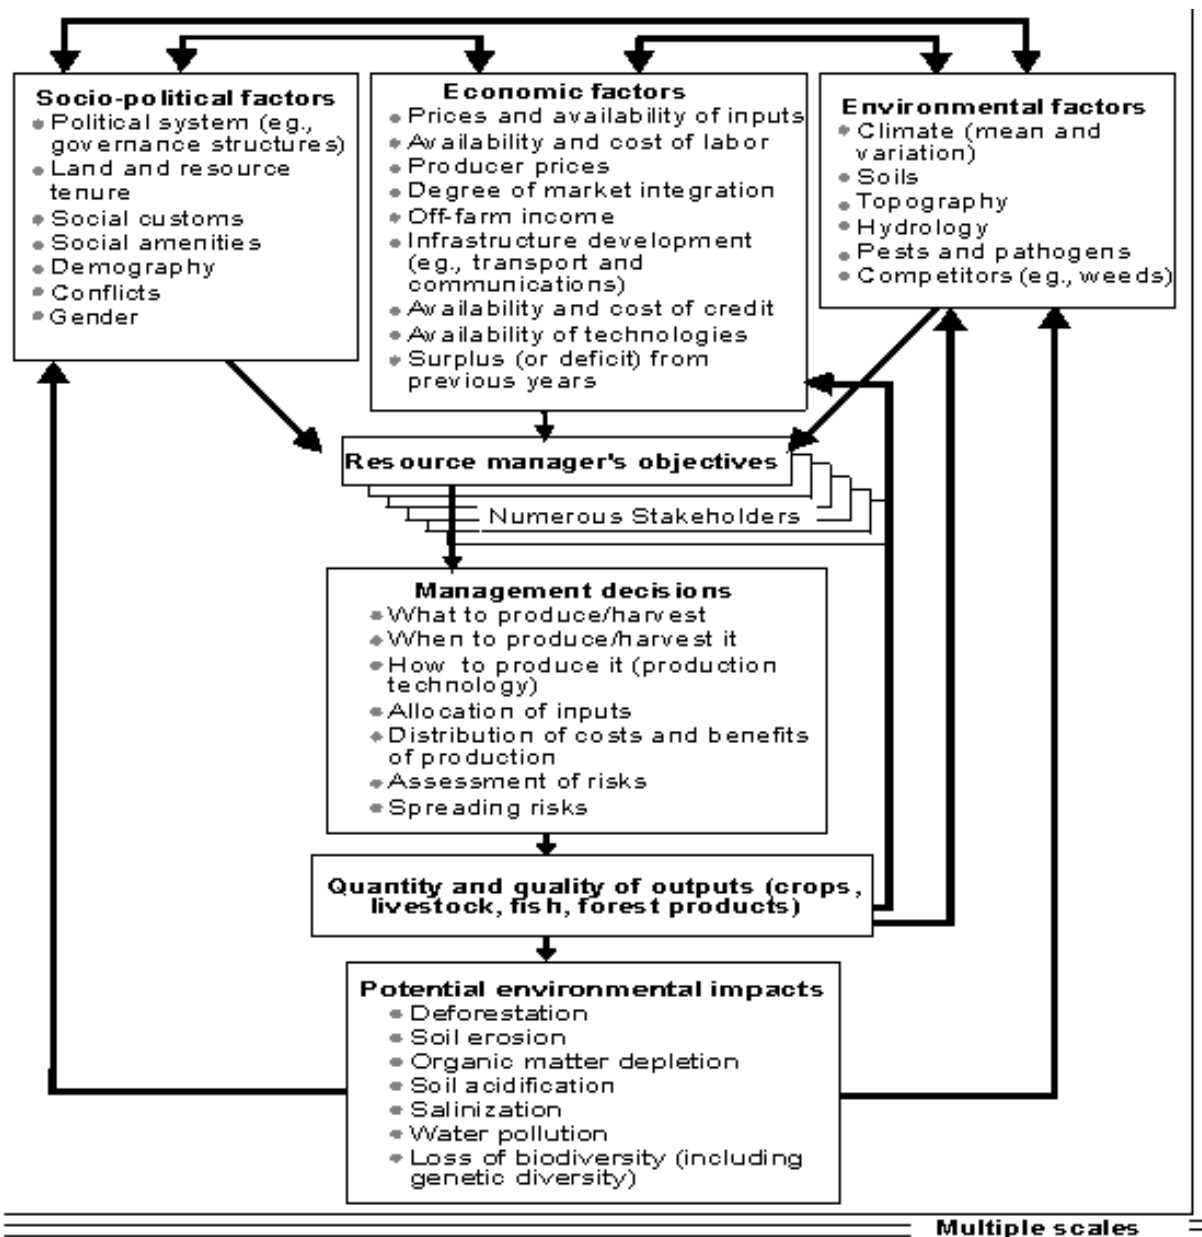 Socio-political factors
Political system (eg.,
governance structures)
Land and resource
tenure
Social customs
Social amenities
Demography
Conflicts
Gender
Economic factors
Prices and availability of inputs
Availability and cost of labor
Producer prices
Degree of market integration
Off-farm income
Infrastructure development
(eg., transport and
communications)
Availability and cost of credit
Availability of technologies
Surplus (or deficit) from
previous years
Environmental factors
Climate (mean and
variation)
Soils
Topography
Hydrology
Pests and pathogens
Competitors (eg., weeds)
Resource manager's objectives
Numerous Stakeholders
Management decisions
What to produce/harvest
When to produce/harvest it
How to produce it (production
technology)
Allocation of inputs
Distribution of costs and benefits
of production
Assessment of risks
Spreading risks
Quantity and quality of outputs (crops,
livestock, fish, forest products)
Potential environmental impacts
Deforestation
Soil erosion
Organic matter depletion
Soil acidification
Salinization
Water pollution
Loss of biodiversity (including
genetic diversity)
Multiple scales